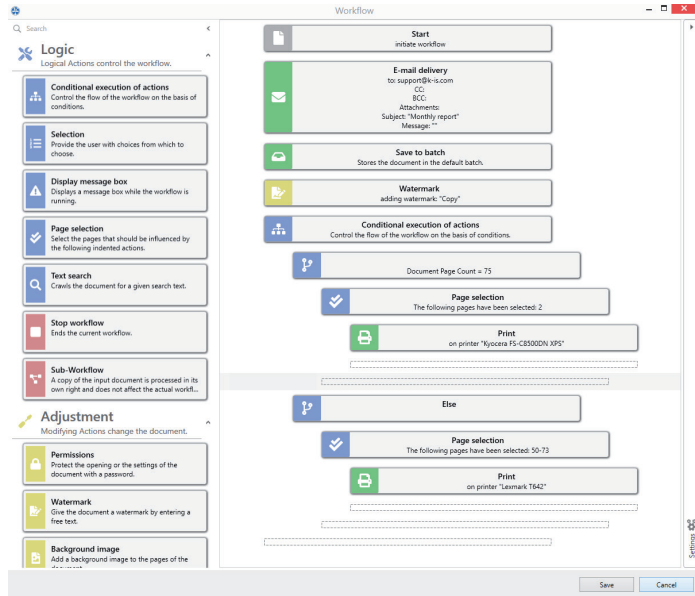 Workflow
Search
Logic
Logical Actions control the workflow.
Conditional execution of actions
Control the flow of the workflow on the basis of
conditions.
Selection
Provide the user with choices from which to
choose.
Display message box
Displays a message box while the workflow is
running.
Page selection
Select the pages that should be influenced by
the following indented actions.
Text search
Crawls the document for a given search text.
Stop workflow
Ends the current workflow.
Sub-Workflow
A copy of the input document is processed in its
own right and does not affect the actual workfl...
Adjustment
Modifying Actions change the document.
Permissions
Protect the opening or the settings of the
document with a password.
Watermark
Give the document a watermark by entering a
free text.
Background image
Add a background image to the pages of the
Start
initiate workflow
E-mail delivery
to: support@k-is.com
CC:
BCC:
Attachments:
Subject: "Monthly report"
Message: ""
Save to batch
Stores the document in the default batch.
Watermark
adding watermark: "Copy"
Conditional execution of actions
Control the flow of the workflow on the basis of conditions.
Document Page Count = 75
Page selection
The following pages have been selected: 2
Print
on printer "Kyocera FS-C8500DN XPS"
Else
Page selection
The following pages have been selected: 50-73
Print
on printer "Lexmark T642"
Settings
Save
Cancel